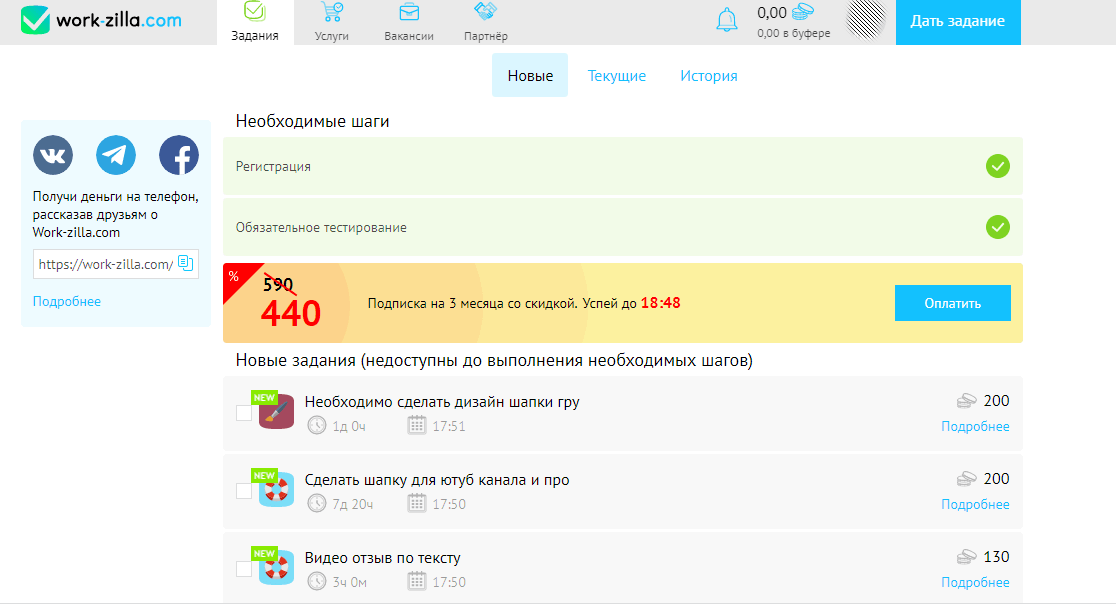 work-zilla.com
Задания
Услуги
Вакансии
Партнёр
0,00
0,00 в буфере
Дать задание
Новые
Текущие
История
Получи деньги на телефон,
рассказав друзьям о
Work-zilla.com
https://work-zilla.com/
Подробнее
Необходимые шаги
Регистрация
Обязательное тестирование
%
590
440
Подписка на 3 месяца со скидкой. Успей до 18:48
Оплатить
Новые задания (недоступны до выполнения необходимых шагов)
NEW
Необходимо сделать дизайн шапки гру
200
1д 0ч
17:51
Подробнее
NEW
Сделать шапку для ютуб канала и про
200
7д 20ч
17:50
Подробнее
NEW
Видео отзыв по тексту
130
3ч 0м
17:50
Подробнее